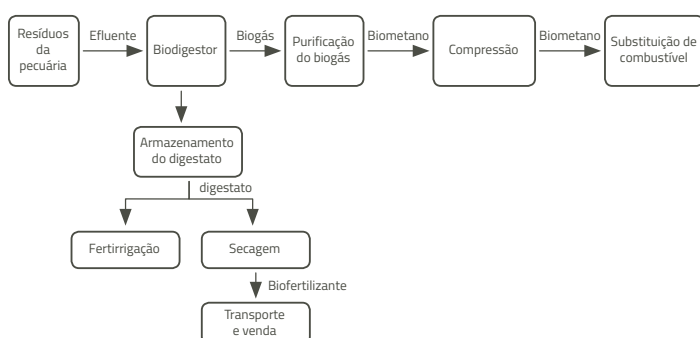 Resíduos
da
pecuária
Efluente
Biodigestor
Biogás
Purificação
do biogás
Biometano
Compressão
Biometano
Substituição de
combustível
Armazenamento
do digestato
digestato
Fertirrigação
Secagem
Biofertilizante
Transporte
e venda